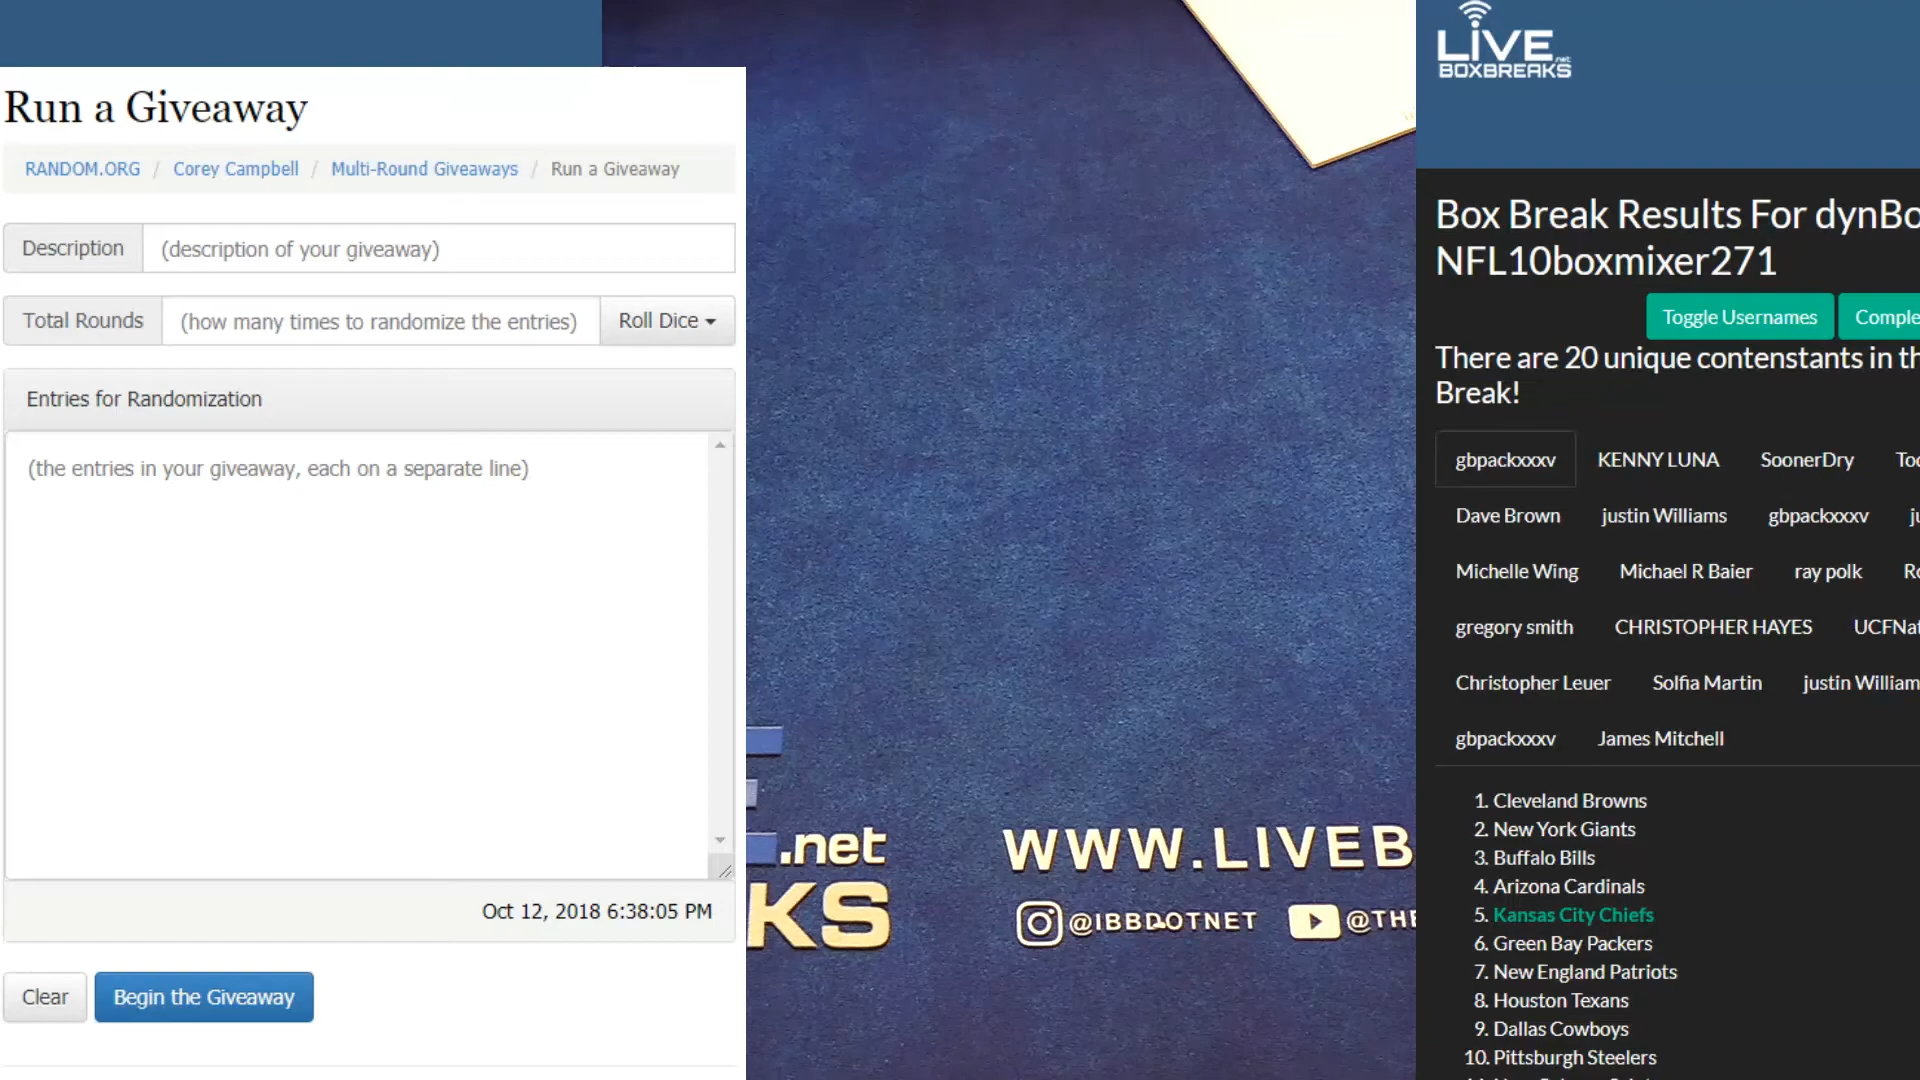 Run a Giveaway
RANDOM.ORG / Corey Campbell / Multi-Round Giveaways / Run a Giveaway
Description (description of your giveaway)
Total Rounds (how many times to randomize the entries) Roll Dice
Entries for Randomization
(the entries in your giveaway, each on a separate line)
Oct 12, 2018 6:38:05 PM
Clear Begin the Giveaway
.net
KS
WWW.LIVEB
@IBBDOTNET @THE
LIVE.net
BOXBREAKS
Box Break Results For dynBo
NFL10boxmixer271
Toggle Usernames Comple
There are 20 unique contenstants in th
Break!
gbpackxxxv KENNY LUNA SoonerDry
Dave Brown justin Williams gbpackxxxv
Michelle Wing Michael R Baier ray polk
gregory smith CHRISTOPHER HAYES UCFNat
Christopher Leuer Solfia Martin justin William
gbpackxxxv James Mitchell
1. Cleveland Browns
2. New York Giants
3. Buffalo Bills
4. Arizona Cardinals
5. Kansas City Chiefs
6. Green Bay Packers
7. New England Patriots
8. Houston Texans
9. Dallas Cowboys
10. Pittsburgh Steelers